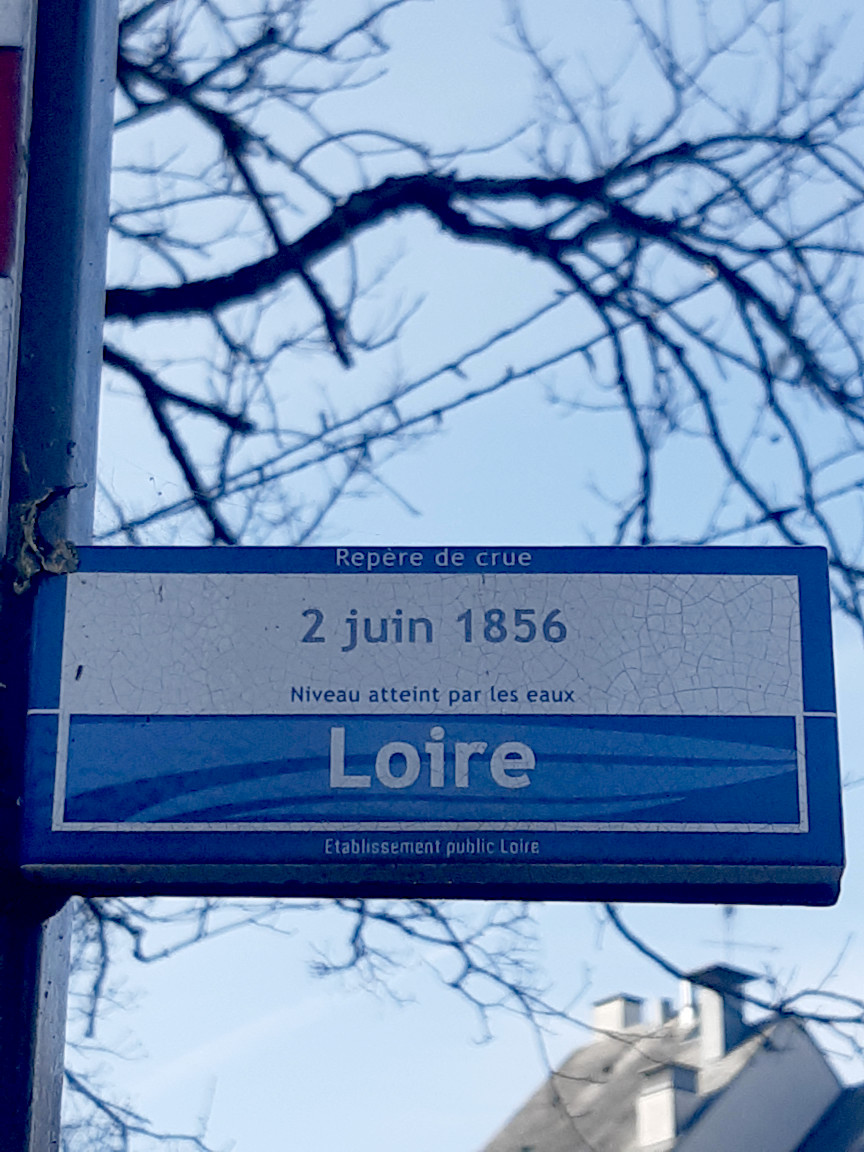 Repère de crue
2 juin 1856
Niveau atteint par les eaux
Loire
Etablissement public Loire